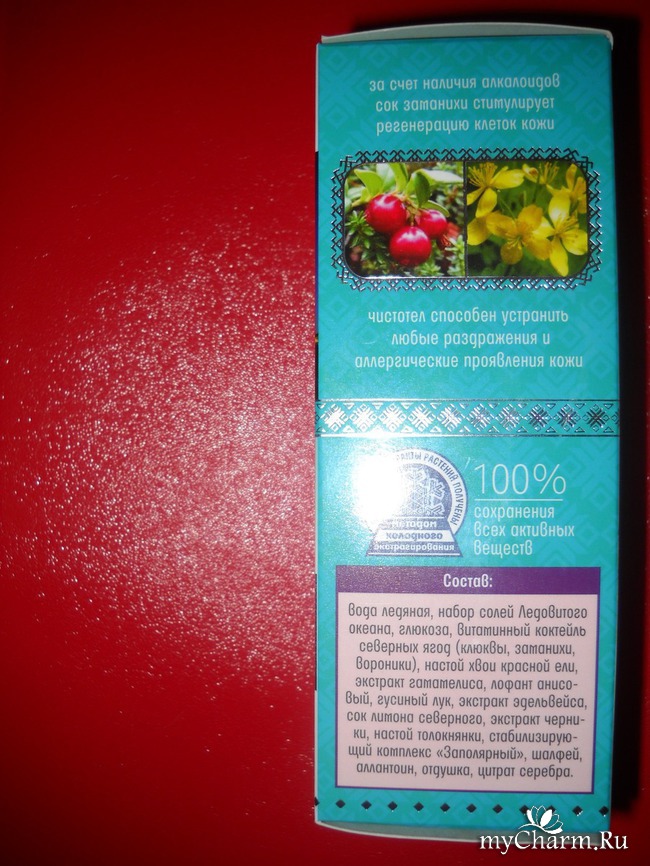 за счет наличия алкалоидов
сок заманихи стимулирует
регенерацию клеток кожи
чистотел способен устранить
любые раздражения и
аллергические проявления кожи
РАСТЕНИЙ ПОЛУЧЕНЫ
методом
холодного
экстрагирования
100%
сохранения
всех активных
веществ
Состав:
вода ледяная, набор солей Ледовитого
океана, глюкоза, витаминный коктейль
северных ягод (клюквы, заманихи,
вороники), настой хвои красной ели,
экстракт гамамелиса, лофант анисо-
вый, гусиный лук, экстракт эдельвейса,
сок лимона северного, экстракт черни-
ки, настой толокнянки, стабилизирую-
щий комплекс «Заполярный», шалфей,
аллантоин, отдушка, цитрат серебра.
myCharm.Ru